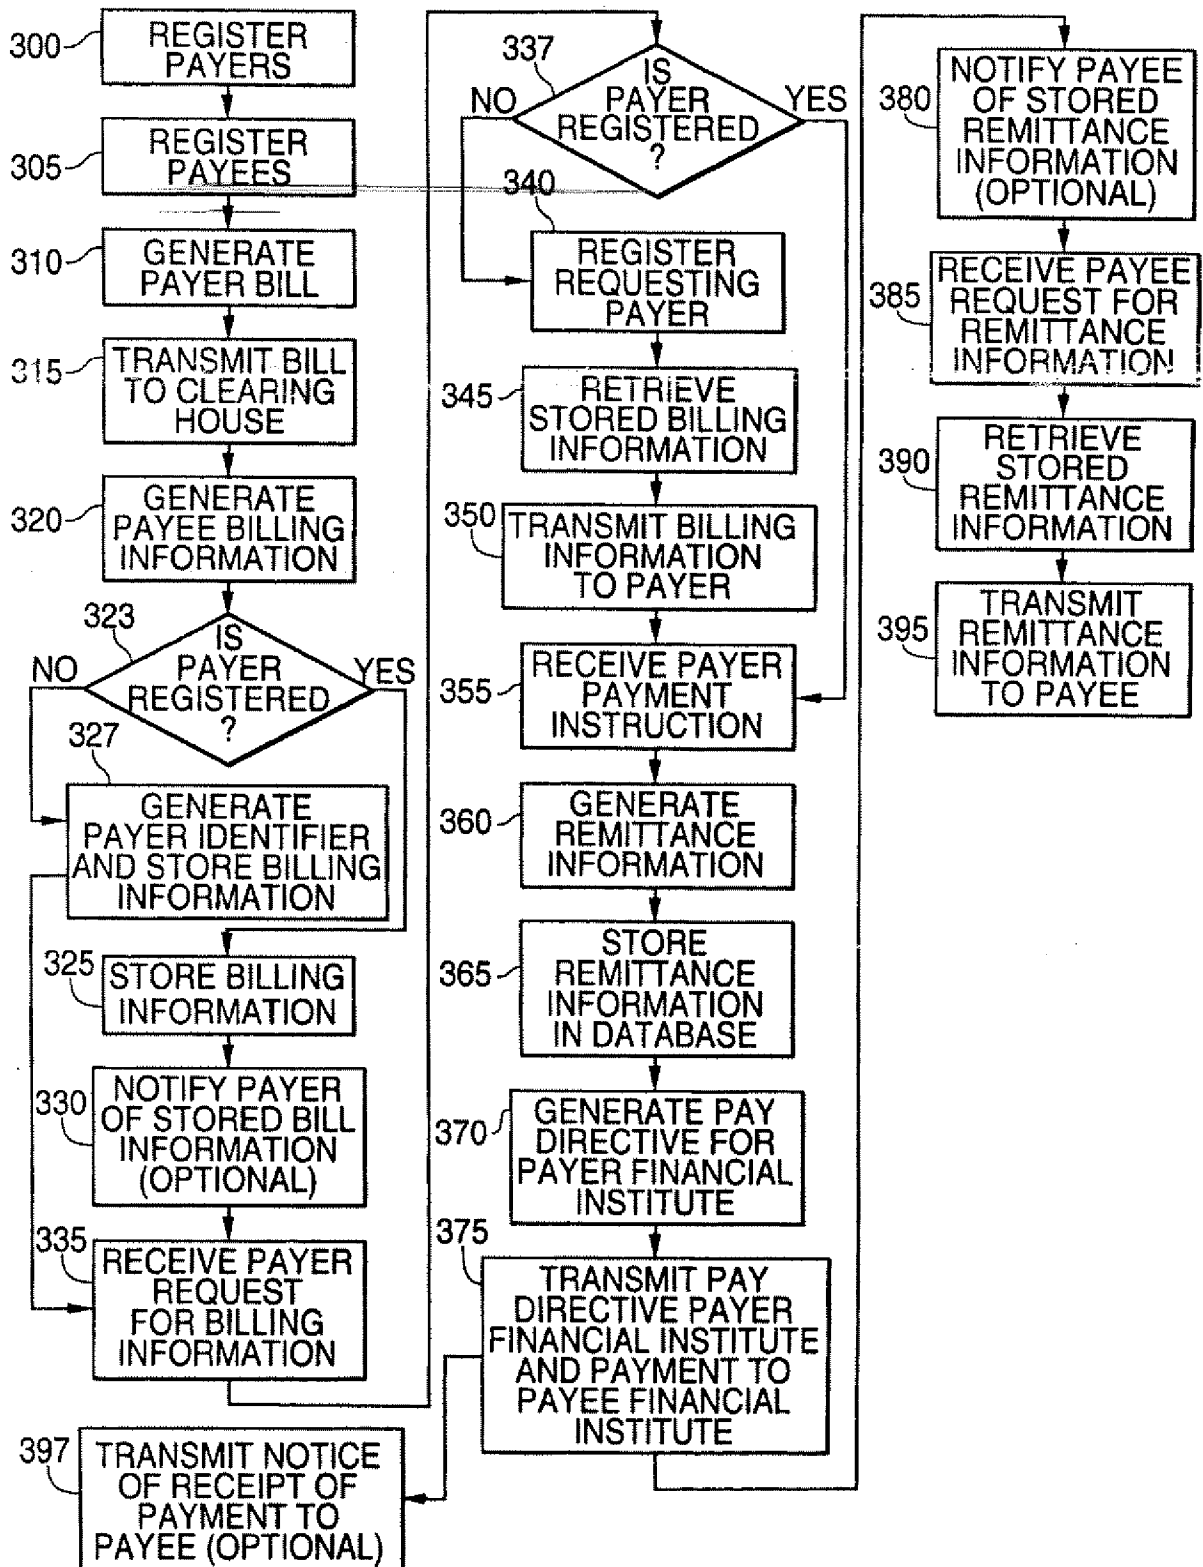 300
REGISTER
PAYERS
305
REGISTER
PAYEES
310
GENERATE
PAYER BILL
315
TRANSMIT BILL
TO CLEARING
HOUSE
320
GENERATE
PAYEE BILLING
INFORMATION
323
IS
PAYER
REGISTERED
?
NO
YES
327
GENERATE
PAYER IDENTIFIER
AND STORE BILLING
INFORMATION
325
STORE BILLING
INFORMATION
330
NOTIFY PAYER
OF STORED BILL
INFORMATION
(OPTIONAL)
335
RECEIVE PAYER
REQUEST
FOR BILLING
INFORMATION
337
IS
PAYER
REGISTERED
?
NO
YES
340
REGISTER
REQUESTING
PAYER
345
RETRIEVE
STORED BILLING
INFORMATION
350
TRANSMIT BILLING
INFORMATION
TO PAYER
355
RECEIVE PAYER
PAYMENT
INSTRUCTION
360
GENERATE
REMITTANCE
INFORMATION
365
STORE
REMITTANCE
INFORMATION
IN DATABASE
370
GENERATE PAY
DIRECTIVE FOR
PAYER FINANCIAL
INSTITUTE
375
TRANSMIT PAY
DIRECTIVE PAYER
FINANCIAL INSTITUTE
AND PAYMENT TO
PAYEE FINANCIAL
INSTITUTE
397
TRANSMIT NOTICE
OF RECEIPT OF
PAYMENT TO
PAYEE (OPTIONAL)
380
NOTIFY PAYEE
OF STORED
REMITTANCE
INFORMATION
(OPTIONAL)
385
RECEIVE PAYEE
REQUEST FOR
REMITTANCE
INFORMATION
390
RETRIEVE
STORED
REMITTANCE
INFORMATION
395
TRANSMIT
REMITTANCE
INFORMATION
TO PAYEE